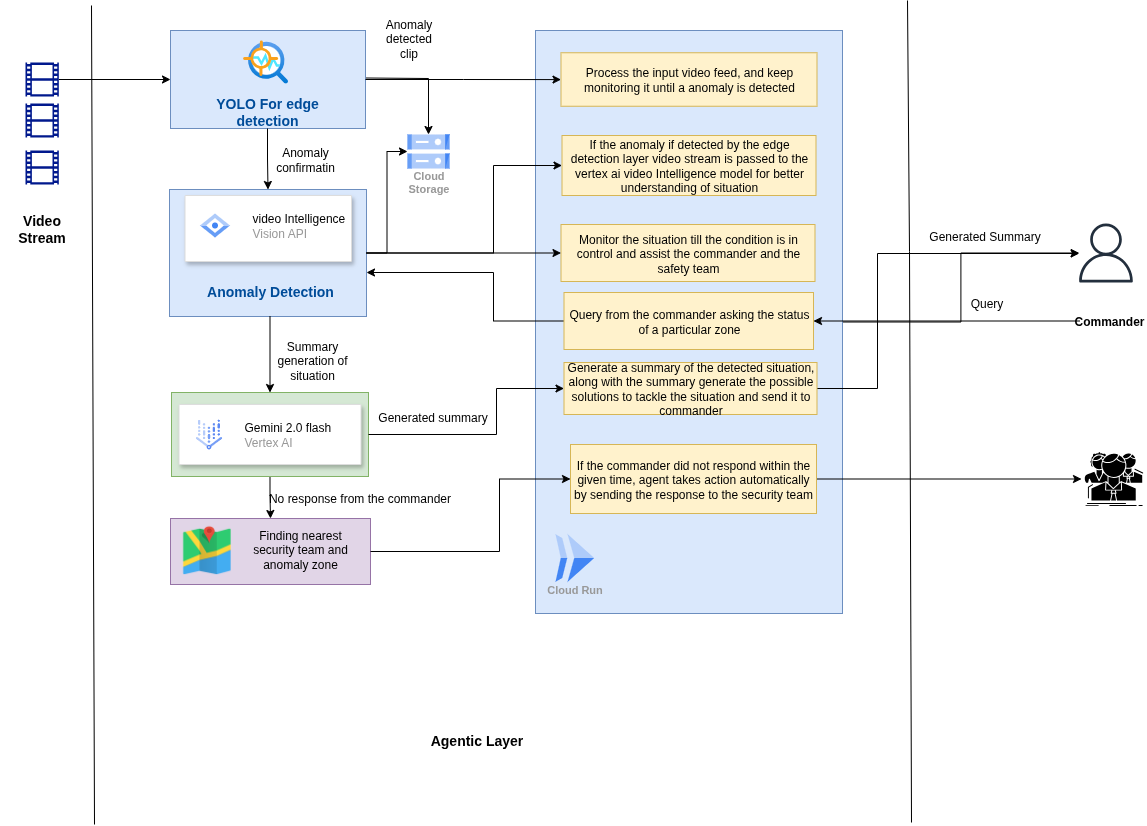 Anomaly
detected
clip
YOLO For edge
detection
Process the input video feed, and keep
monitoring it until a anomaly is detected
Anomaly
confirmatin
Cloud
Storage
If the anomaly if detected by the edge
detection layer video stream is passed to the
vertex ai video Intelligence model for better
understanding of situation
Video
Stream
video Intelligence
Vision API
Anomaly Detection
Monitor the situation till the condition is in
control and assist the commander and the
safety team
Generated Summary
Query
Commander
Query from the commander asking the status
of a particular zone
Summary
generation of
situation
Generate a summary of the detected situation,
along with the summary generate the possible
solutions to tackle the situation and send it to
commander
Gemini 2.0 flash
Vertex AI
Generated summary
No response from the commander
If the commander did not respond within the
given time, agent takes action automatically
by sending the response to the security team
Finding nearest
security team and
anomaly zone
Cloud Run
Agentic Layer